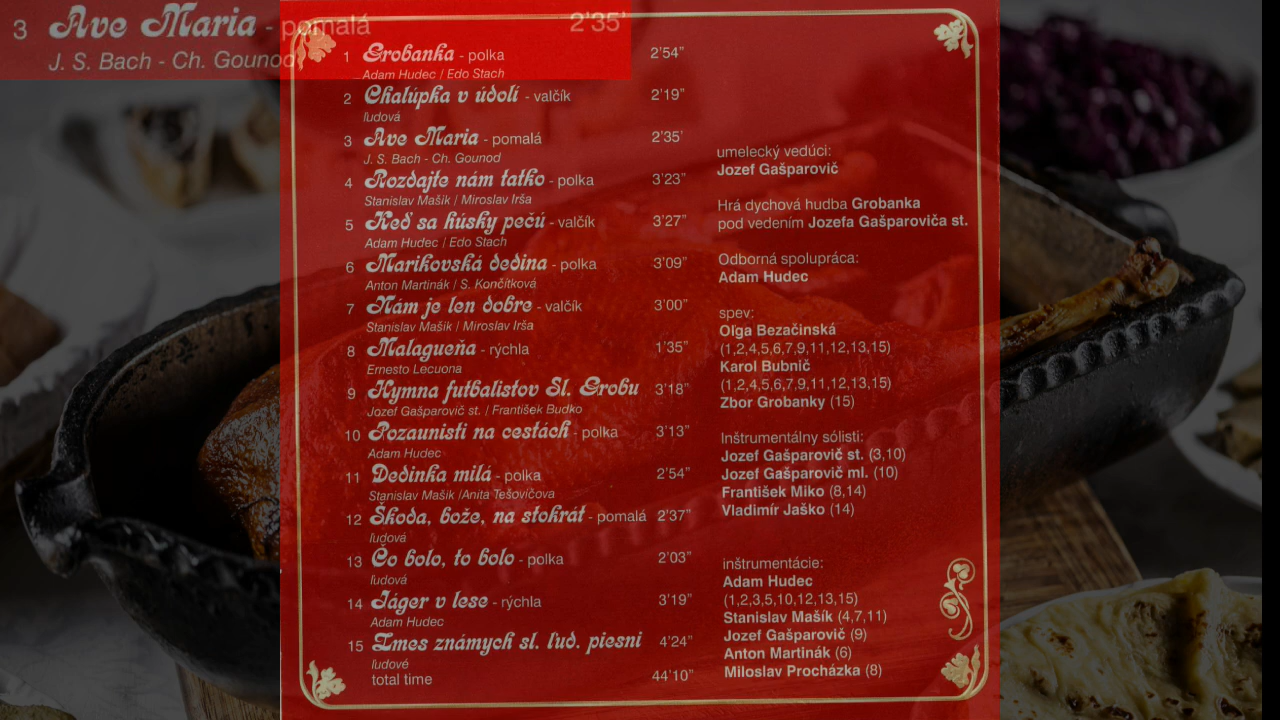 3 Ave Maria - pomalá 2'35'
J. S. Bach - Ch. Gounod
1 Grobanka - polka 2'54"
Adam Hudec / Edo Stach
2 Chalúpka v údolí - valčík 2'19"
ľudová
3 Ave Maria - pomalá 2'35'
J. S. Bach - Ch. Gounod
4 Rozdajte nám tatko - polka 3'23"
Stanislav Mašik / Miroslav Irša
5 Keď sa húsky pečú - valčík 3'27"
Adam Hudec / Edo Stach
6 Marikovská dedina - polka 3'09"
Anton Martinák / S. Končítková
7 Nám je len dobre - valčík 3'00"
Stanislav Mašik / Miroslav Irša
8 Malagueňa - rýchla 1'35"
Ernesto Lecuona
9 Hymna futbalistov Sl. Grobu 3'18"
Jozef Gašparovič st. / František Budko
10 Pozaunisti na cestách - polka 3'13"
Adam Hudec
11 Dedinka milá - polka 2'54"
Stanislav Mašik /Anita Tešovičova
12 Škoda, bože, na stokrát - pomalá 2'37"
ľudová
13 Čo bolo, to bolo - polka 2'03"
ľudová
14 Jáger v lese - rýchla 3'19"
Adam Hudec
15 Zmes známych sl. ľud. piesní 4'24"
ľudové
total time 44'10"
umelecký vedúci:
Jozef Gašparovič
Hrá dychová hudba Grobanka
pod vedením Jozefa Gašparoviča st.
Odborná spolupráca:
Adam Hudec
spev:
Oľga Bezačinská
(1,2,4,5,6,7,9,11,12,13,15)
Karol Bubnič
(1,2,4,5,6,7,9,11,12,13,15)
Zbor Grobanky (15)
Inštrumentálny sólisti:
Jozef Gašparovič st. (3,10)
Jozef Gašparovič ml. (10)
František Miko (8,14)
Vladimír Jaško (14)
inštrumentácie:
Adam Hudec
(1,2,3,5,10,12,13,15)
Stanislav Mašík (4,7,11)
Jozef Gašparovič (9)
Anton Martinák (6)
Miloslav Procházka (8)